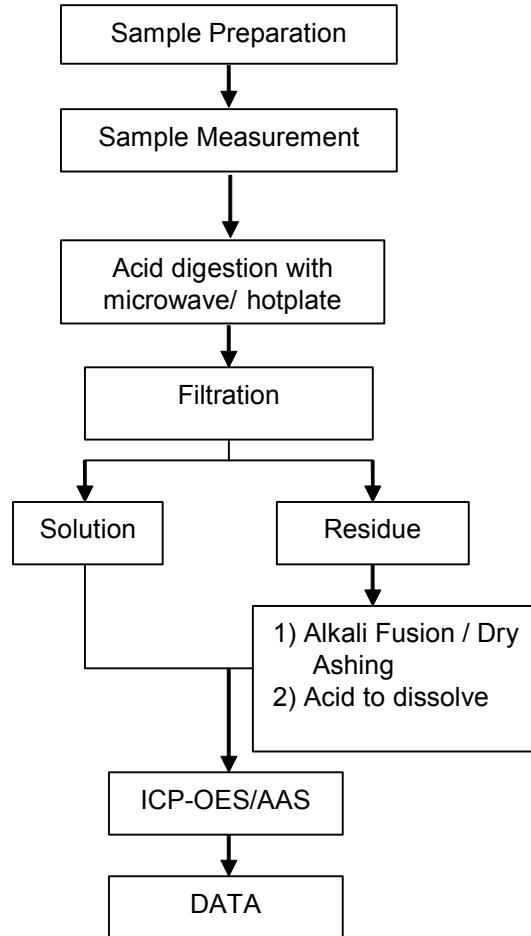 Sample Preparation
Sample Measurement
Acid digestion with
microwave/ hotplate
Filtration
Solution
Residue
1) Alkali Fusion / Dry
Ashing
2) Acid to dissolve
ICP-OES/AAS
DATA